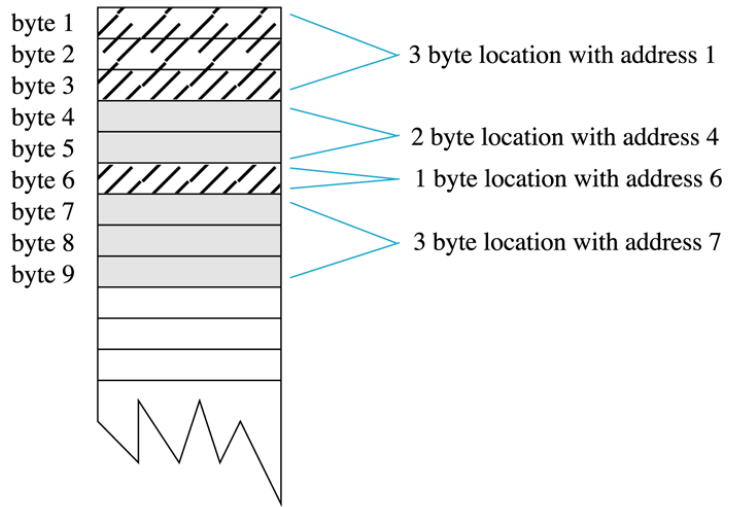 byte 1
byte 2
3 byte location with address 1
byte 3
byte 4
2 byte location with address 4
byte 5
byte 6
1 byte location with address 6
byte 7
byte 8
3 byte location with address 7
byte 9